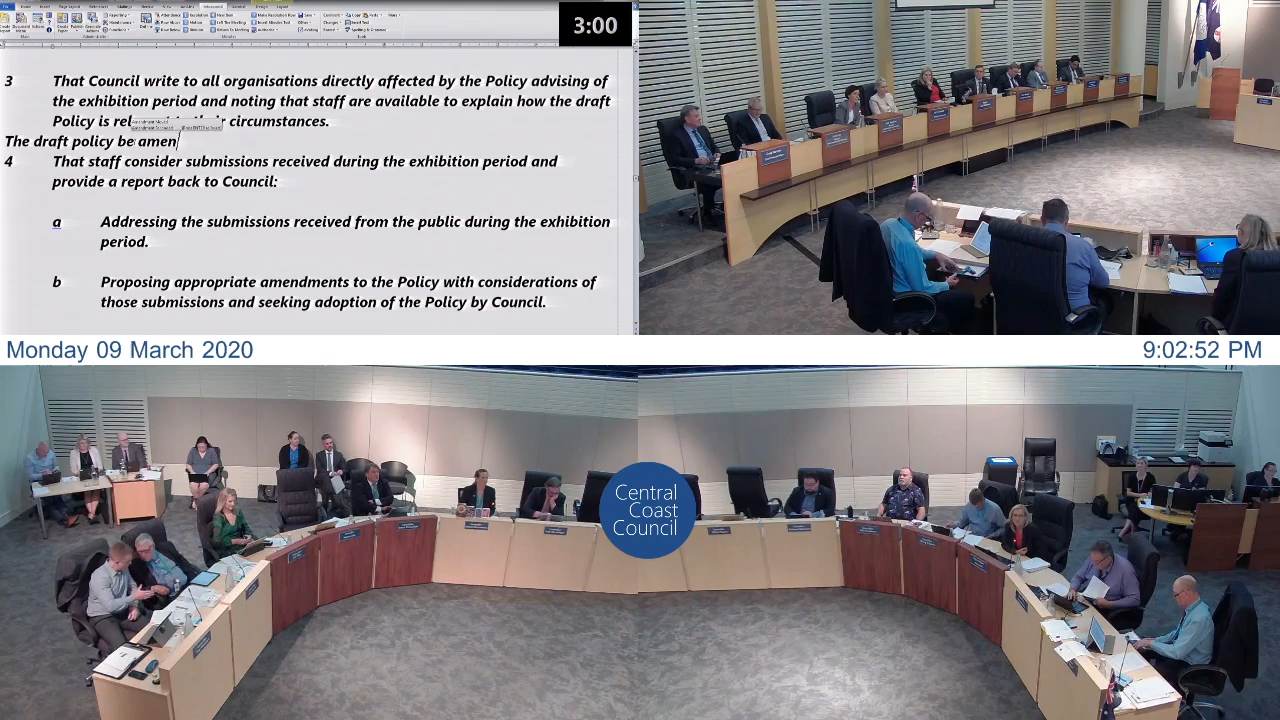 3:00
3 That Council write to all organisations directly affected by the Policy advising of
the exhibition period and noting that staff are available to explain how the draft
Policy is circumstances.
The draft policy be amen
4 That staff consider submissions received during the exhibition period and
provide a report back to Council:
a Addressing the submissions received from the public during the exhibition
period.
b Proposing appropriate amendments to the Policy with considerations of
those submissions and seeking adoption of the Policy by Council.
Monday 09 March 2020
9:02:52 PM
Central
Coast
Council